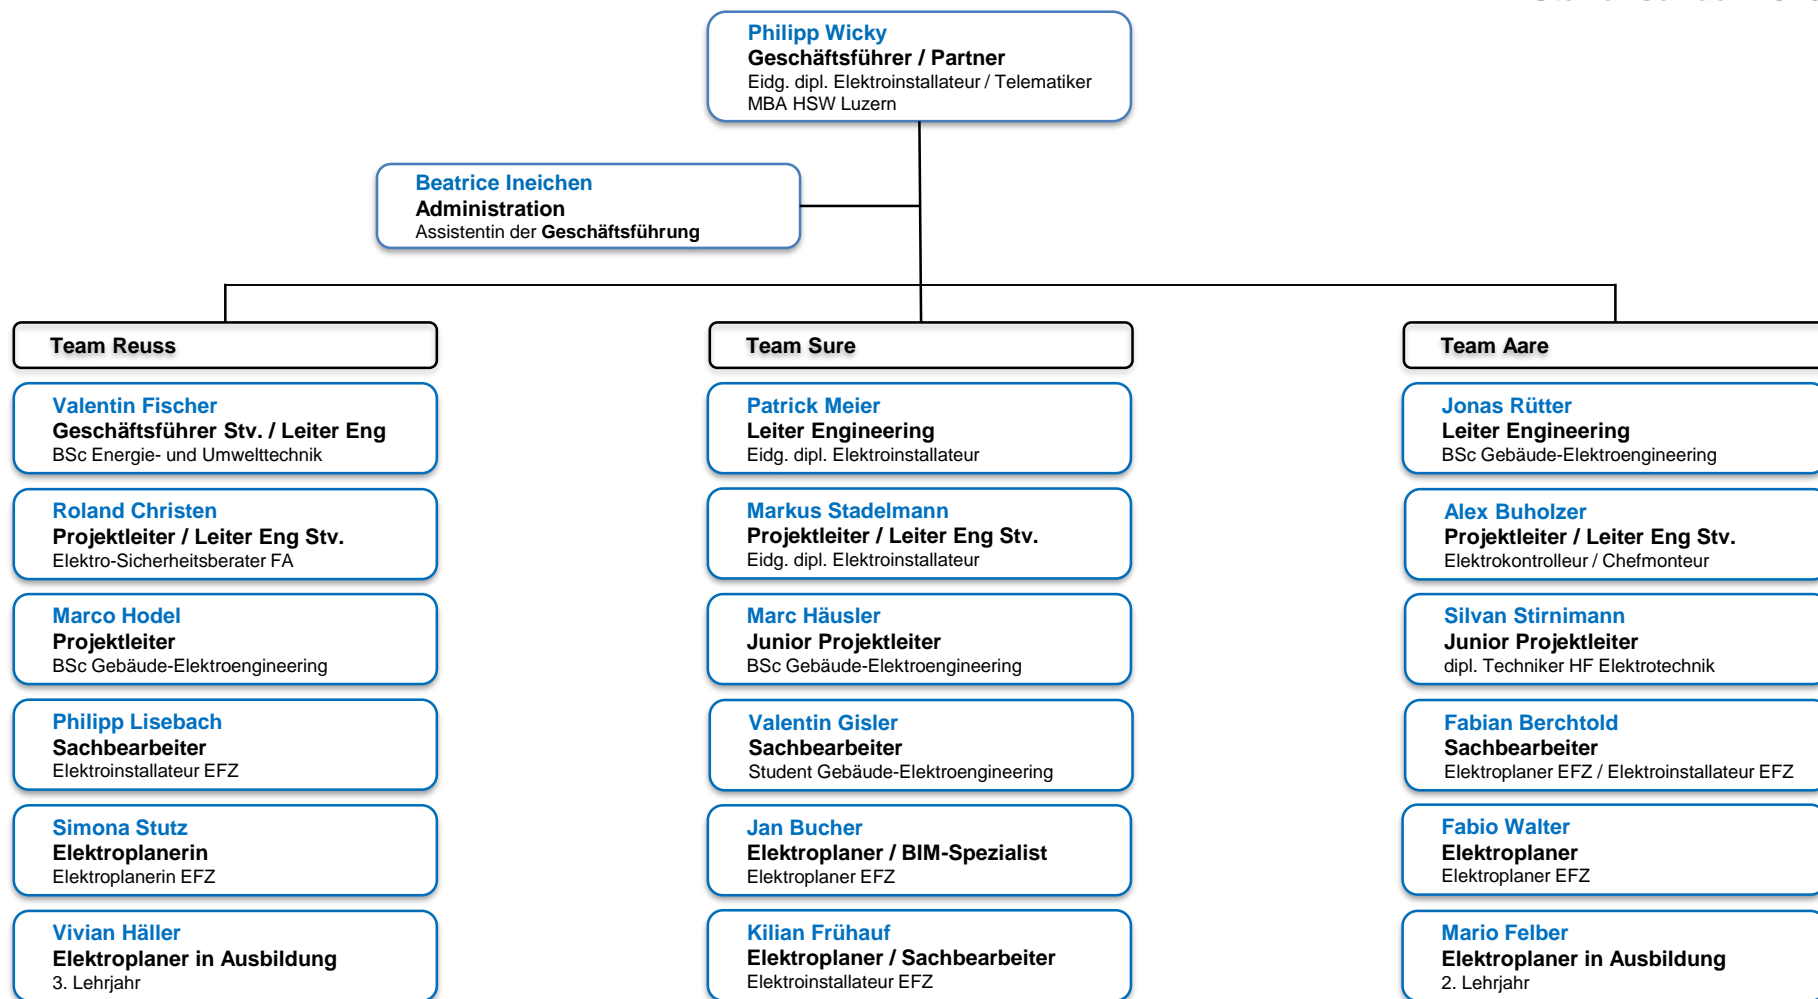 Philipp Wicky
Geschäftsführer / Partner
Eidg. dipl. Elektroinstallateur / Telematiker
MBA HSW Luzern
Beatrice Ineichen
Administration
Assistentin der Geschäftsführung
Team Reuss
Valentin Fischer
Geschäftsführer Stv. / Leiter Eng
BSc Energie- und Umwelttechnik
Roland Christen
Projektleiter / Leiter Eng Stv.
Elektro-Sicherheitsberater FA
Marco Hodel
Projektleiter
BSc Gebäude-Elektroengineering
Philipp Lisebach
Sachbearbeiter
Elektroinstallateur EFZ
Simona Stutz
Elektroplanerin
Elektroplanerin EFZ
Vivian Häller
Elektroplaner in Ausbildung
3. Lehrjahr
Team Sure
Patrick Meier
Leiter Engineering
Eidg. dipl. Elektroinstallateur
Markus Stadelmann
Projektleiter / Leiter Eng Stv.
Eidg. dipl. Elektroinstallateur
Marc Häusler
Junior Projektleiter
BSc Gebäude-Elektroengineering
Valentin Gisler
Sachbearbeiter
Student Gebäude-Elektroengineering
Jan Bucher
Elektroplaner / BIM-Spezialist
Elektroplaner EFZ
Kilian Frühauf
Elektroplaner / Sachbearbeiter
Elektroinstallateur EFZ
Team Aare
Jonas Rütter
Leiter Engineering
BSc Gebäude-Elektroengineering
Alex Buholzer
Projektleiter / Leiter Eng Stv.
Elektrokontrolleur / Chefmonteur
Silvan Stirnimann
Junior Projektleiter
dipl. Techniker HF Elektrotechnik
Fabian Berchtold
Sachbearbeiter
Elektroplaner EFZ / Elektroinstallateur EFZ
Fabio Walter
Elektroplaner
Elektroplaner EFZ
Mario Felber
Elektroplaner in Ausbildung
2. Lehrjahr